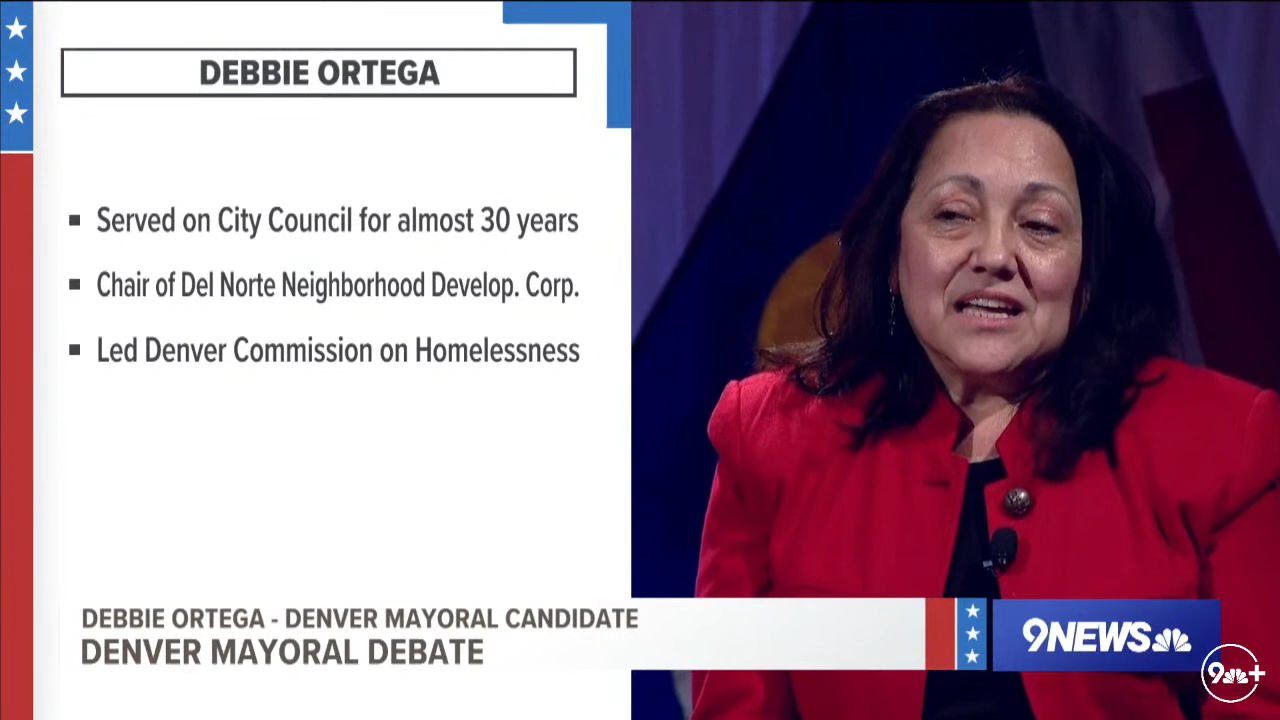 DEBBIE ORTEGA
▪ Served on City Council for almost 30 years
▪ Chair of Del Norte Neighborhood Develop. Corp.
▪ Led Denver Commission on Homelessness
DEBBIE ORTEGA - DENVER MAYORAL CANDIDATE
DENVER MAYORAL DEBATE
9NEWS
9+